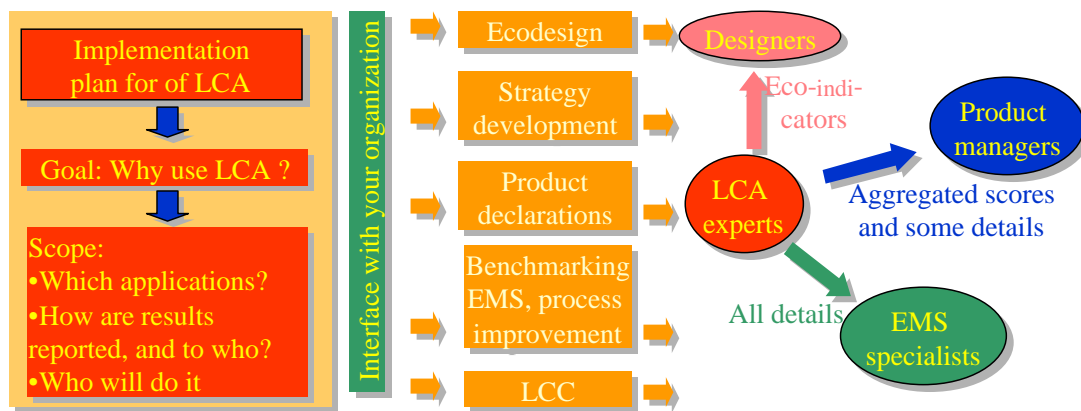 Implementation
plan for of LCA
Goal: Why use LCA ?
Scope:
•Which applications?
•How are results
reported, and to who?
•Who will do it
Interface with your organization
Ecodesign
Strategy
development
Product
declarations
Benchmarking
EMS, process
improvement
LCC
Designers
Eco-indi-
cators
LCA
experts
Product
managers
Aggregated scores
and some details
All details
EMS
specialists